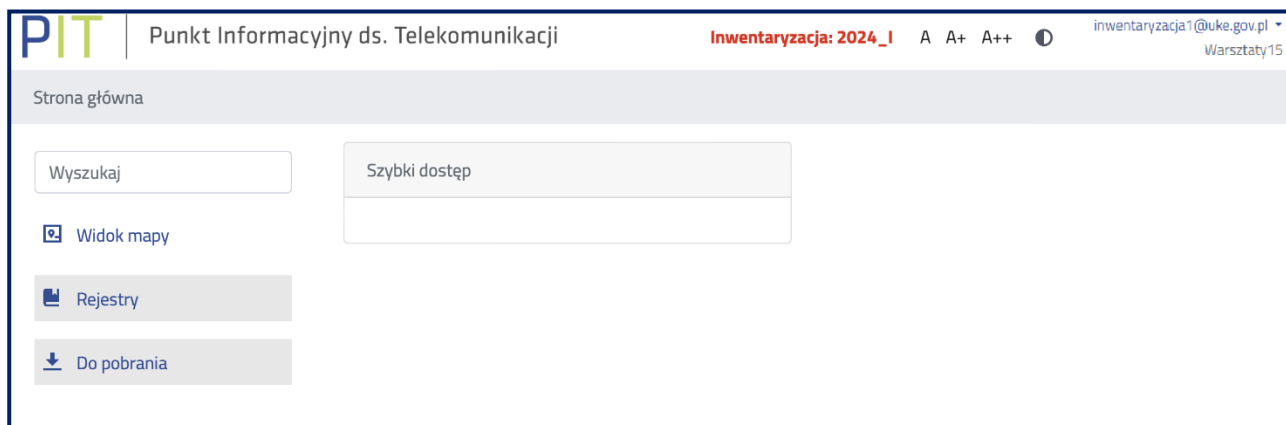 PIT Punkt Informacyjny ds. Telekomunikacji Inwentaryzacja: 2024_I A A+ A++ inwentaryzacja1@uke.gov.pl
Warsztaty15
Strona główna
Wyszukaj
Szybki dostęp
Widok mapy
Rejestry
Do pobrania